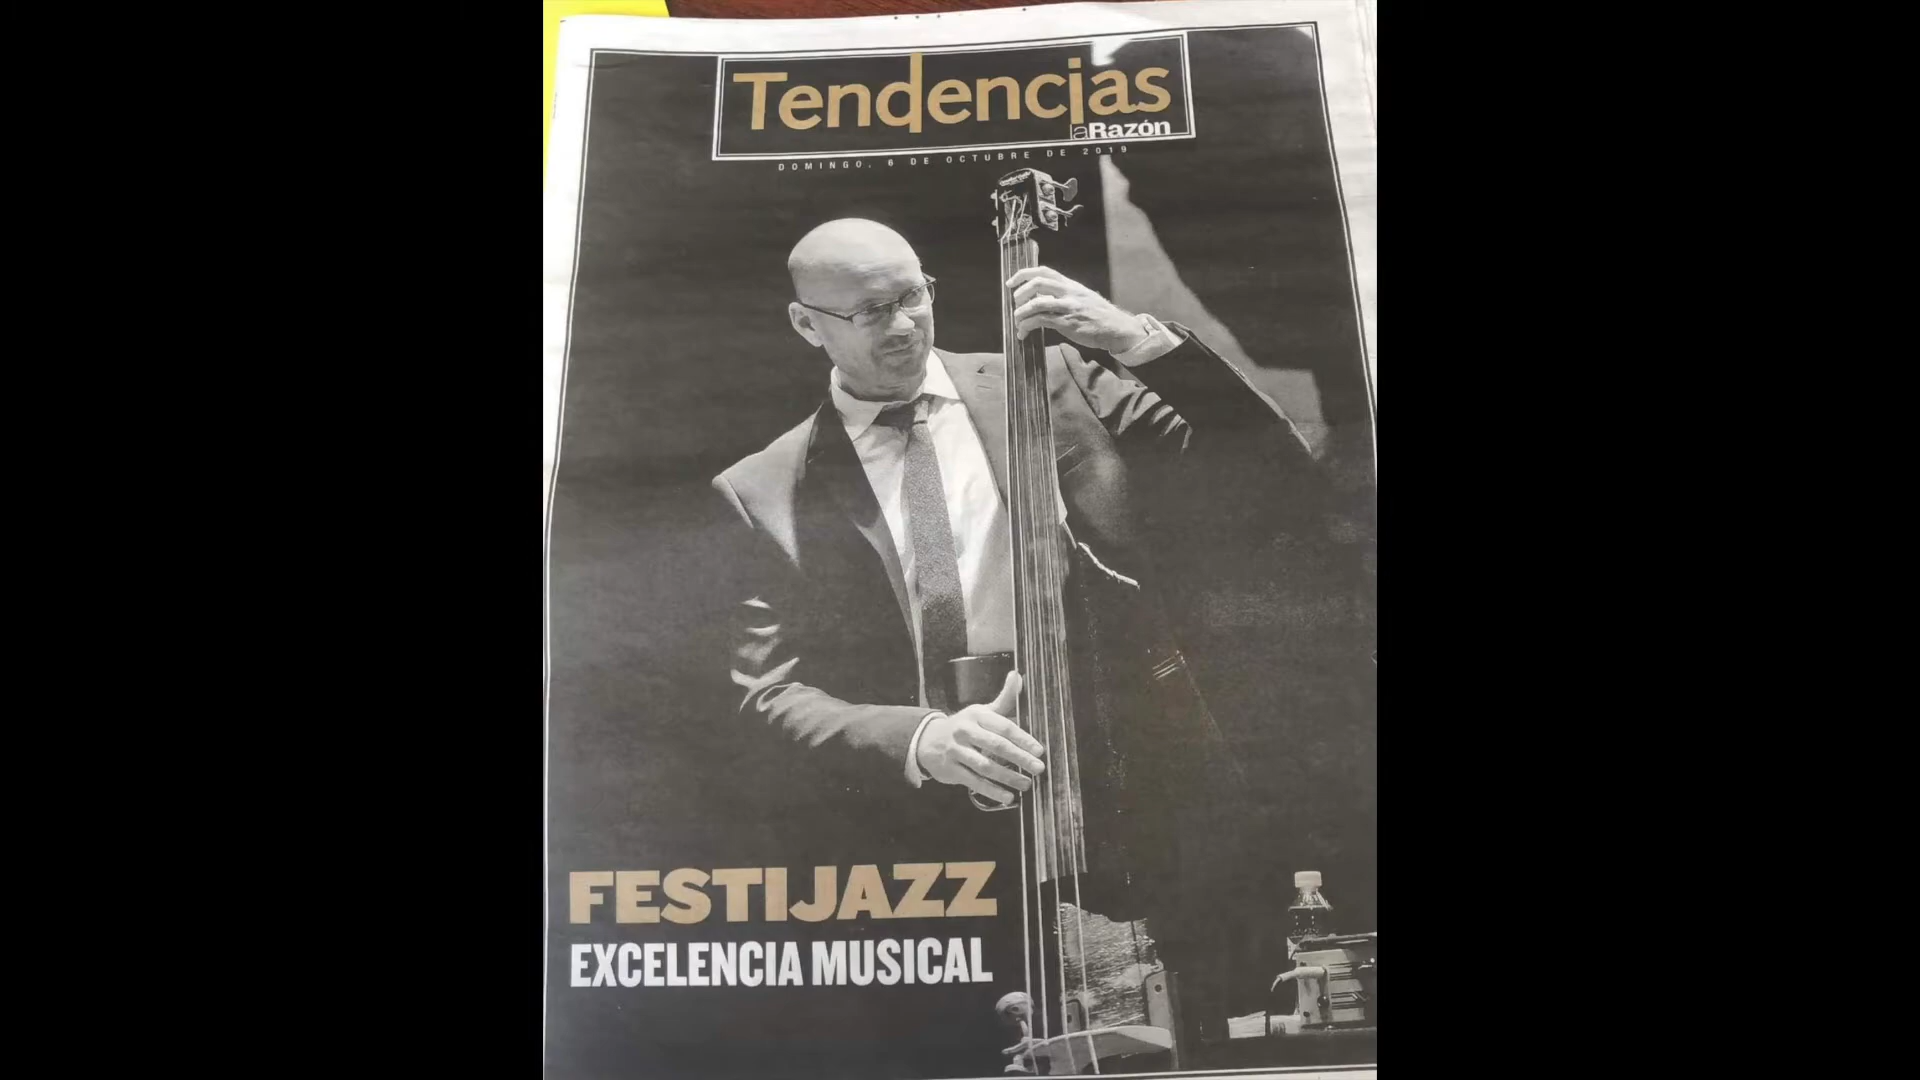 Tendencias
laRazón
DOMINGO, 6 DE OCTUBRE DE 2019
FESTIJAZZ
EXCELENCIA MUSICAL